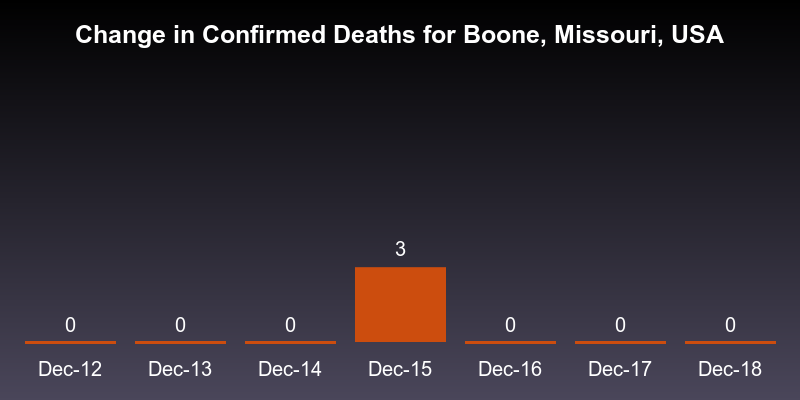 Change in Confirmed Deaths for Boone, Missouri, USA
3
0 0 0 0 0 0
Dec-12 Dec-13 Dec-14 Dec-15 Dec-16 Dec-17 Dec-18